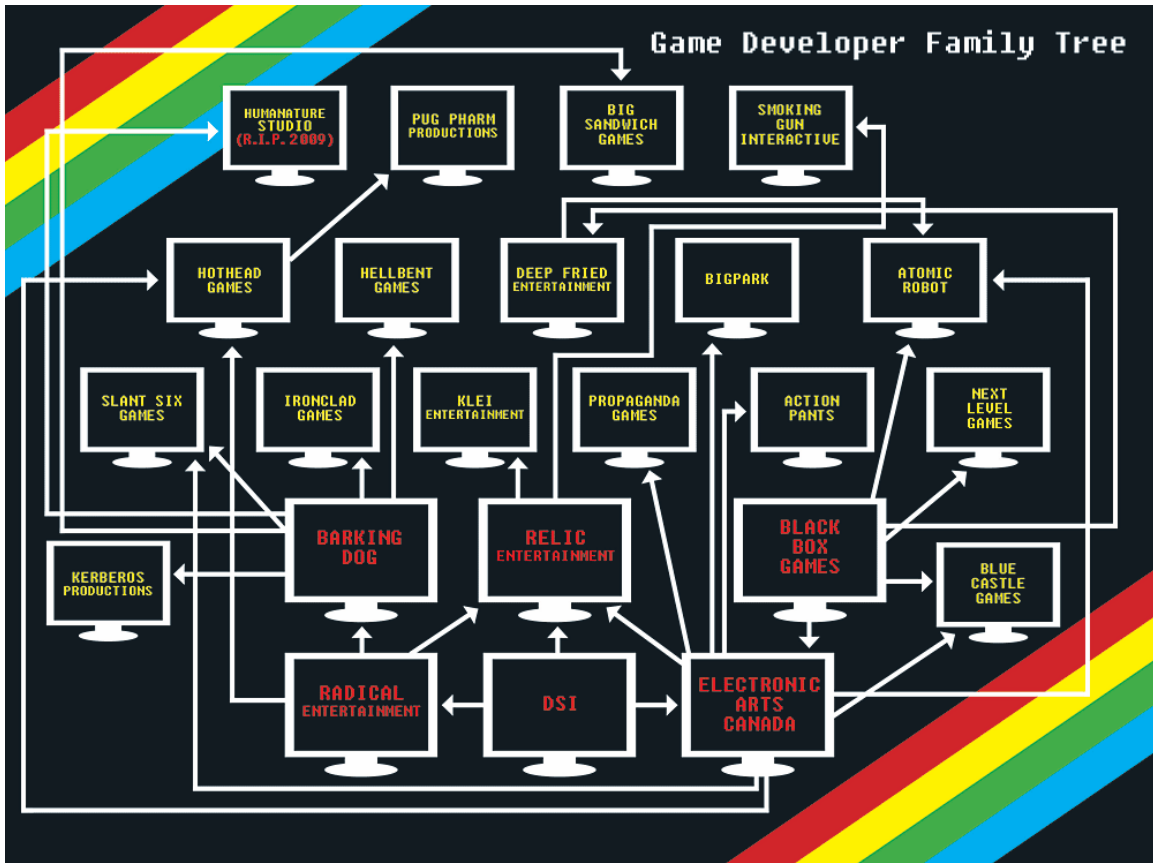 Game Developer Family Tree
HUMANATURE
STUDIO
(R.I.P.2009)
PUG PHARM
PRODUCTIONS
BIG
SANDWICH
GAMES
SMOKING
GUN
INTERACTIVE
HOTHEAD
GAMES
HELLBENT
GAMES
DEEP FRIED
ENTERTAINMENT
BIGPARK
ATOMIC
ROBOT
SLANT SIX
GAMES
IRONCLAD
GAMES
KLEI
ENTERTAINMENT
PROPAGANDA
GAMES
ACTION
PANTS
NEXT
LEVEL
GAMES
BARKING
DOG
RELIC
ENTERTAINMENT
BLACK
BOX
GAMES
KERBEROS
PRODUCTIONS
BLUE
CASTLE
GAMES
RADICAL
ENTERTAINMENT
DSI
ELECTRONIC
ARTS
CANADA